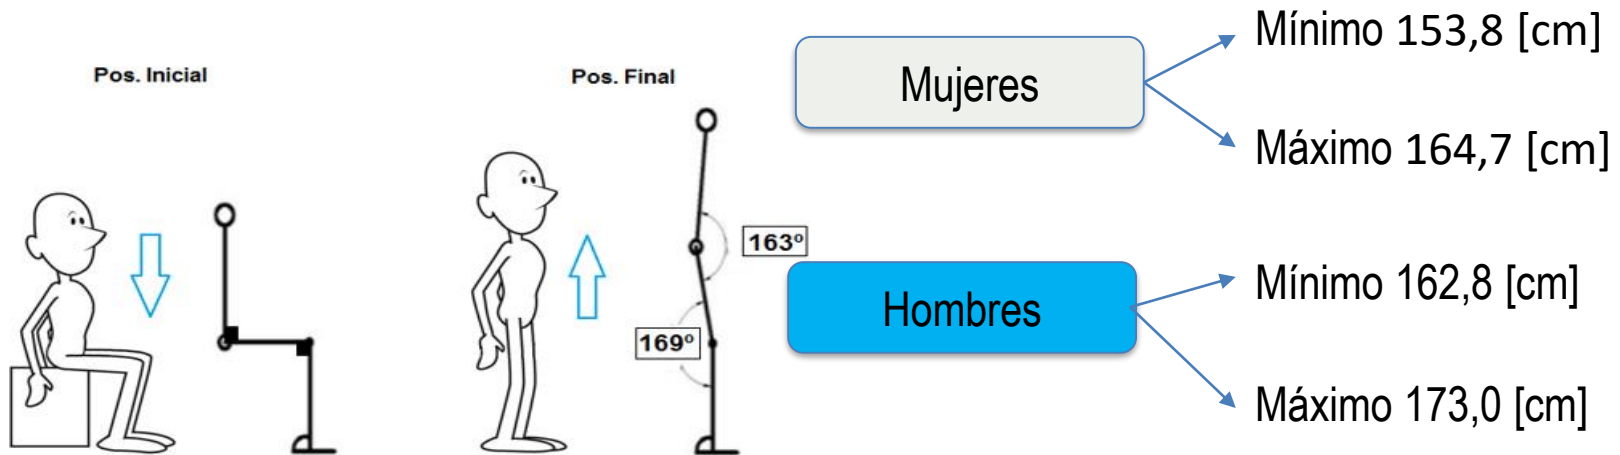 Pos. Inicial
Pos. Final
163º
169º
Mujeres
Mínimo 153,8 [cm]
Máximo 164,7 [cm]
Hombres
Mínimo 162,8 [cm]
Máximo 173,0 [cm]